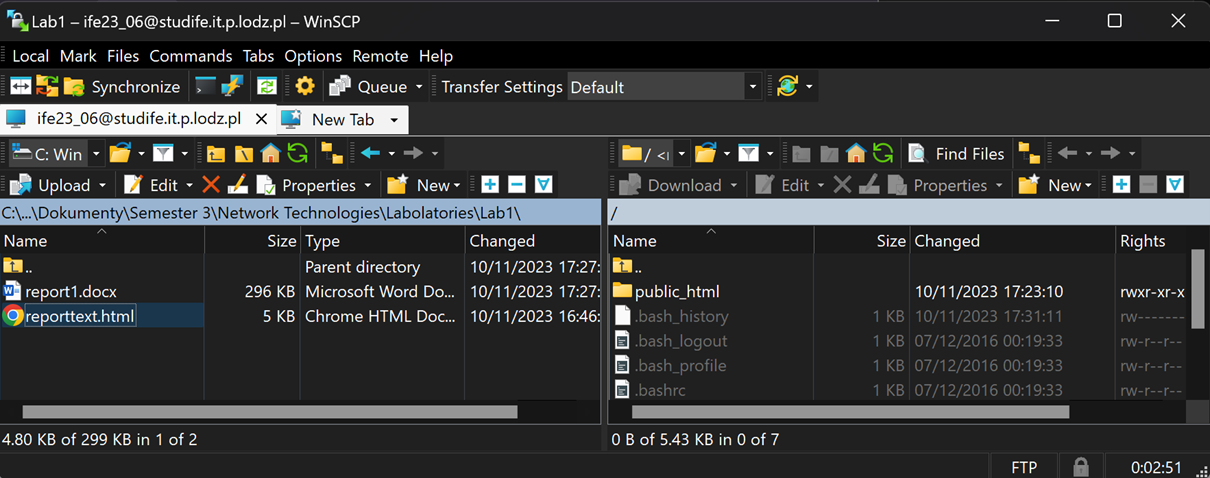 Lab1 – ife23_06@studife.it.p.lodz.pl – WinSCP
Local Mark Files Commands Tabs Options Remote Help
Synchronize Queue Transfer Settings Default
ife23_06@studife.it.p.lodz.pl New Tab
C: Win / <
Find Files
Upload Edit Properties New Download Edit Properties New
C:\...\Dokumenty\Semester 3\Network Technologies\Labolatories\Lab1\ /
Name Size Type Changed Name Size Changed Rights
.. Parent directory 10/11/2023 17:27: ..
report1.docx 296 KB Microsoft Word Do... 10/11/2023 17:27: public_html 10/11/2023 17:23:10 rwxr-xr-x
reporttext.html 5 KB Chrome HTML Doc... 10/11/2023 16:46: .bash_history 1 KB 10/11/2023 17:31:11 rw-------
.bash_logout 1 KB 07/12/2016 00:19:33 rw-r--r--
.bash_profile 1 KB 07/12/2016 00:19:33 rw-r--r--
.bashrc 1 KB 07/12/2016 00:19:33 rw-r--r--
4.80 KB of 299 KB in 1 of 2 0 B of 5.43 KB in 0 of 7
FTP 0:02:51